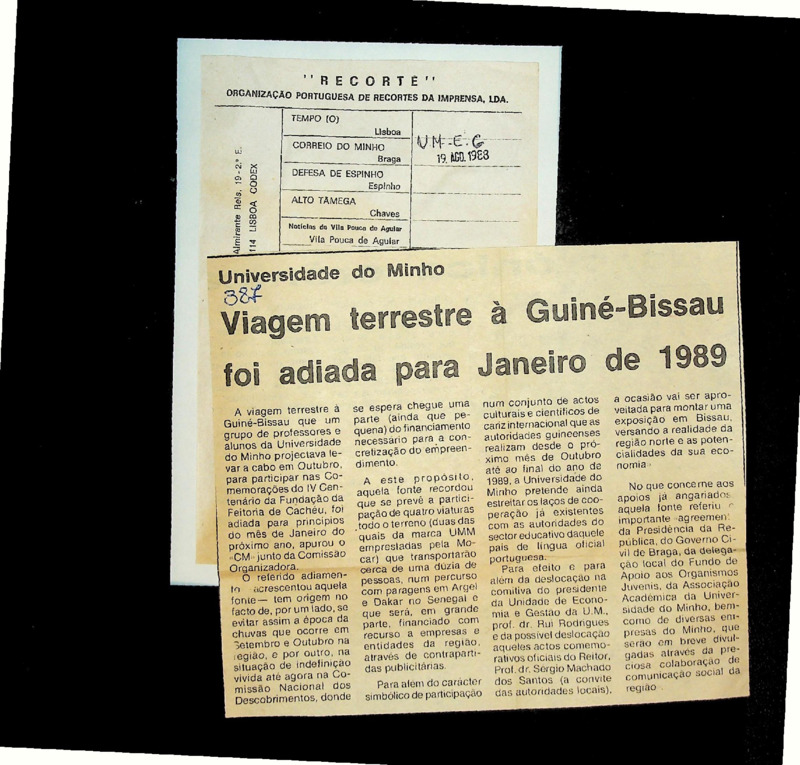 "RECORTE"
ORGANIZAÇÃO PORTUGUESA DE RECORTES DA IMPRENSA, LDA.
Almirante Reis, 19-2.º E.
114 LISBOA CODEX
TEMPO (O)
Lisboa
CORREIO DO MINHO
Braga
DEFESA DE ESPINHO
Espinho
ALTO TÂMEGA
Chaves
Notícias de Vila Pouca de Aguiar
Vila Pouca de Aguiar
UM-E.G
19. AGO. 1988
Universidade do Minho
387
Viagem terrestre à Guiné-Bissau
foi adiada para Janeiro de 1989
A viagem terrestre à
Guiné-Bissau que um
grupo de professores e
alunos da Universidade
do Minho projectava le-
var a cabo em Outubro,
para participar nas Co-
memorações do IV Cen-
tenário da Fundação da
Feitoria de Cachéu, foi
adiada para princípios
do mês de Janeiro do
próximo ano, apurou o
«CM» junto da Comissão
Organizadora.
O referido adiamen-
to —acrescentou aquela
fonte— tem origem no
facto de, por um lado, se
evitar assim a época da
chuvas que ocorre em
Setembro e Outubro na
região, e por outro, na
situação de indefinição
vivida até agora na Co-
missão Nacional dos
Descobrimentos, donde
se espera chegue uma
parte (ainda que pe-
quena) do financiamento
necessário para a con-
cretização do empreen-
dimento.
A este propósito,
aquela fonte recordou
que se prevê a partici-
pação de quatro viaturas
todo o terreno (duas das
quais da marca UMM
emprestadas pela Mo-
car) que transportarão
cerca de uma dúzia de
pessoas, num percurso
com paragens em Argel
e Dakar no Senegal e
que será, em grande
parte, financiado com
recurso a empresas e
entidades da região,
através de contraparti-
das publicitárias.
Para além do carácter
simbólico de participação
num conjunto de actos
culturais e científicos de
cariz internacional que as
autoridades guineenses
realizam desde o pró-
ximo mês de Outubro
até ao final do ano de
1989, a Universidade do
Minho pretende ainda
estreitar os laços de coo-
peração já existentes
com as autoridades do
sector educativo daquele
país de língua oficial
portuguesa.
Para efeito e para
além da deslocação na
comitiva do presidente
da Unidade de Econo-
mia e Gestão da U.M.,
prof. dr. Rui Rodrigues
e da possível deslocação
aqueles actos comemo-
rativos oficiais do Reitor,
Prof. dr. Sérgio Machado
dos Santos (a convite
das autoridades locais),
a ocasião vai ser apro-
veitada para montar uma
exposição em Bissau,
versando a realidade da
região norte e as poten-
cialidades da sua eco-
nomia.
No que concerne aos
apoios já angariados
aquela fonte referiu o
importante «agreement»
da Presidência da Re-
pública, do Governo Ci-
vil de Braga, da delega-
ção local do Fundo de
Apoio aos Organismos
Juvenis, da Associação
Académica da Univer-
sidade do Minho, bem-
como de diversas em-
presas do Minho, que
serão em breve divul-
gadas através da pre-
ciosa colaboração de
comunicação social da
região